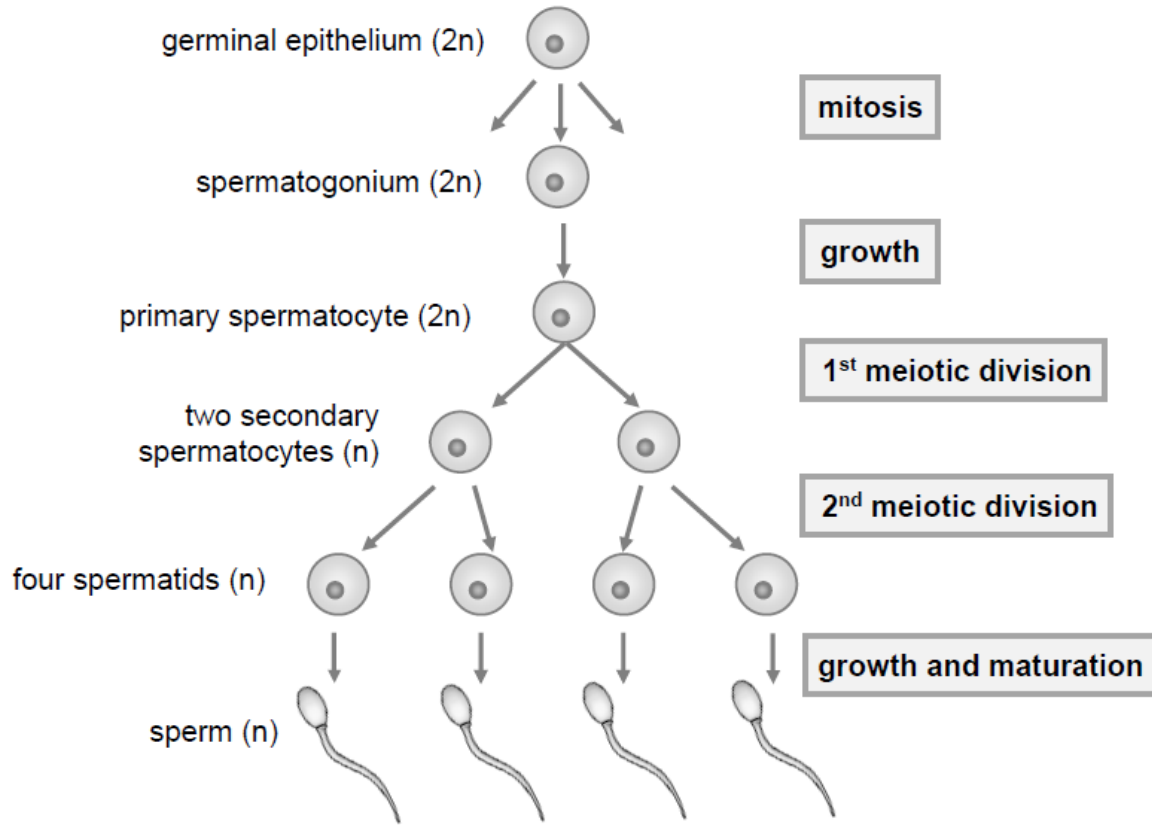 germinal epithelium (2n)
mitosis
spermatogonium (2n)
growth
primary spermatocyte (2n)
1st meiotic division
two secondary
spermatocytes (n)
2nd meiotic division
four spermatids (n)
growth and maturation
sperm (n)